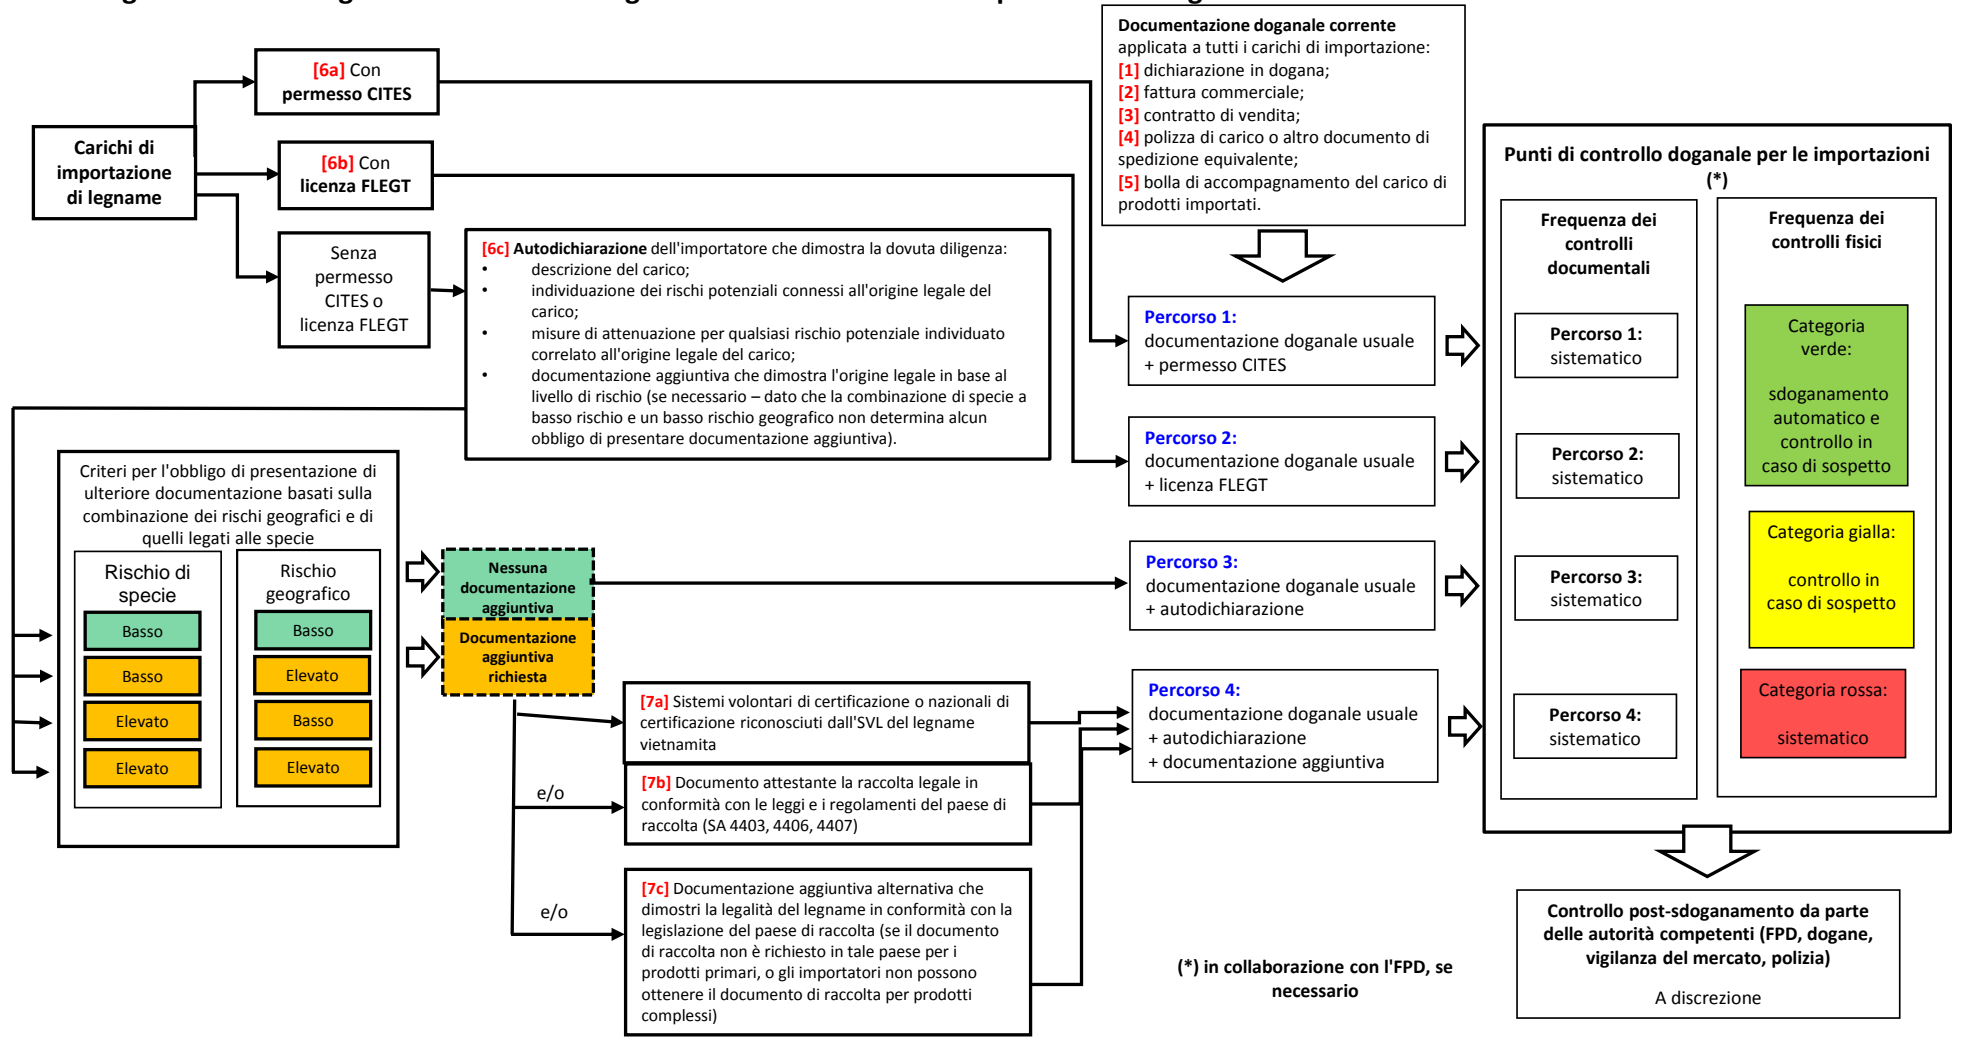 Documentazione doganale corrente
applicata a tutti i carichi di importazione:
[1] dichiarazione in dogana;
[2] fattura commerciale;
[3] contratto di vendita;
[4] polizza di carico o altro documento di
spedizione equivalente;
[5] bolla di accompagnamento del carico di
prodotti importati.
Carichi di
importazione
di legname
[6a] Con
permesso CITES
[6b] Con
licenza FLEGT
Senza
permesso
CITES o
licenza FLEGT
[6c] Autodichiarazione dell'importatore che dimostra la dovuta diligenza:
• descrizione del carico;
• individuazione dei rischi potenziali connessi all'origine legale del
carico;
• misure di attenuazione per qualsiasi rischio potenziale individuato
correlato all'origine legale del carico;
• documentazione aggiuntiva che dimostra l'origine legale in base al
livello di rischio (se necessario – dato che la combinazione di specie a
basso rischio e un basso rischio geografico non determina alcun
obbligo di presentare documentazione aggiuntiva).
Criteri per l'obbligo di presentazione di
ulteriore documentazione basati sulla
combinazione dei rischi geografici e di
quelli legati alle specie
Rischio di
specie
Basso
Basso
Elevato
Elevato
Rischio
geografico
Basso
Elevato
Basso
Elevato
Nessuna
documentazione
aggiuntiva
Documentazione
aggiuntiva
richiesta
[7a] Sistemi volontari di certificazione o nazionali di
certificazione riconosciuti dall'SVL del legname
vietnamita
e/o
[7b] Documento attestante la raccolta legale in
conformità con le leggi e i regolamenti del paese di
raccolta (SA 4403, 4406, 4407)
e/o
[7c] Documentazione aggiuntiva alternativa che
dimostri la legalità del legname in conformità con la
legislazione del paese di raccolta (se il documento
di raccolta non è richiesto in tale paese per i
prodotti primari, o gli importatori non possono
ottenere il documento di raccolta per prodotti
complessi)
Percorso 1:
documentazione doganale usuale
+ permesso CITES
Percorso 2:
documentazione doganale usuale
+ licenza FLEGT
Percorso 3:
documentazione doganale usuale
+ autodichiarazione
Percorso 4:
documentazione doganale usuale
+ autodichiarazione
+ documentazione aggiuntiva
Punti di controllo doganale per le importazioni
(*)
Frequenza dei
controlli
documentali
Percorso 1:
sistematico
Percorso 2:
sistematico
Percorso 3:
sistematico
Percorso 4:
sistematico
Frequenza dei
controlli fisici
Categoria
verde:
sdoganamento
automatico e
controllo in
caso di sospetto
Categoria gialla:
controllo in
caso di sospetto
Categoria rossa:
sistematico
(*) in collaborazione con l'FPD, se
necessario
Controllo post-sdoganamento da parte
delle autorità competenti (FPD, dogane,
vigilanza del mercato, polizia)
A discrezione